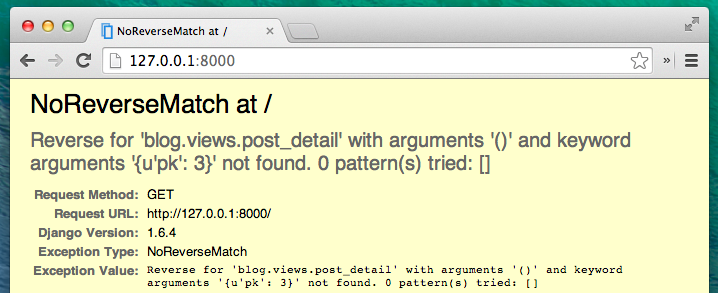 NoReverseMatch at /
127.0.0.1:8000
NoReverseMatch at /
Reverse for 'blog.views.post_detail' with arguments '()' and keyword
arguments '{u'pk': 3}' not found. 0 pattern(s) tried: []
Request Method: GET
Request URL: http://127.0.0.1:8000/
Django Version: 1.6.4
Exception Type: NoReverseMatch
Exception Value: Reverse for 'blog.views.post_detail' with arguments '()' and keyword
arguments '{u'pk': 3}' not found. 0 pattern(s) tried: []